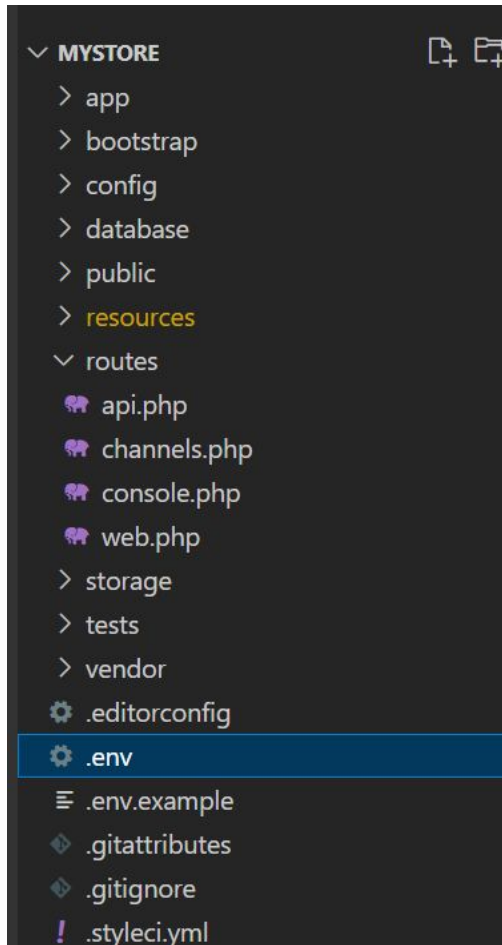 MYSTORE
app
bootstrap
config
database
public
resources
routes
api.php
channels.php
console.php
web.php
storage
tests
vendor
.editorconfig
.env
.env.example
.gitattributes
.gitignore
.styleci.yml